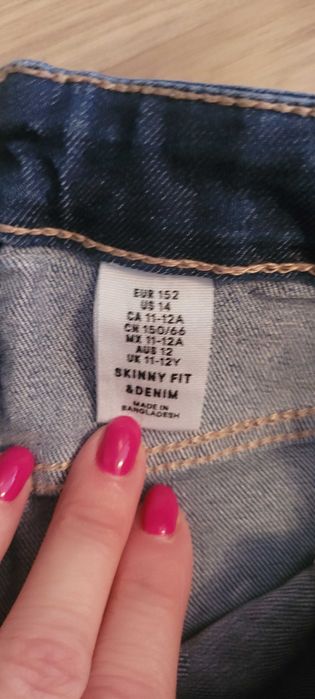 EUR 152
US 14
CA 11-12A
CN 150/66
MX 11-12A
AUS 12
UK 11-12Y
SKINNY FIT
&DENIM
MADE IN
BANGLADESH